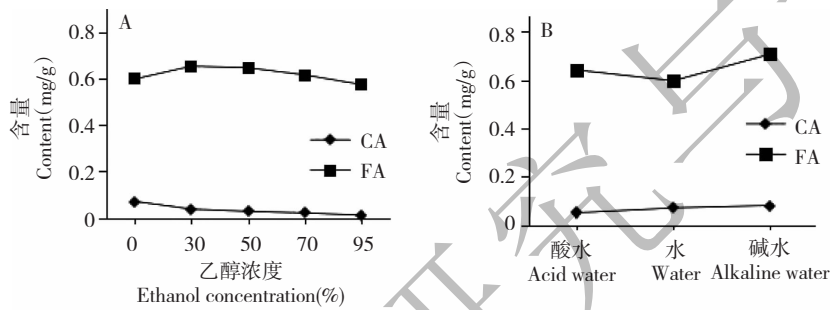 A
0.8
0.6
0.4
0.2
0
含量
Content(mg/g)
CA
FA
0 30 50 70 95
乙醇浓度
Ethanol concentration(%)
B
0.8
0.6
0.4
0.2
0
含量
Content(mg/g)
CA
FA
酸水 水 碱水
Acid water Water Alkaline water
究与